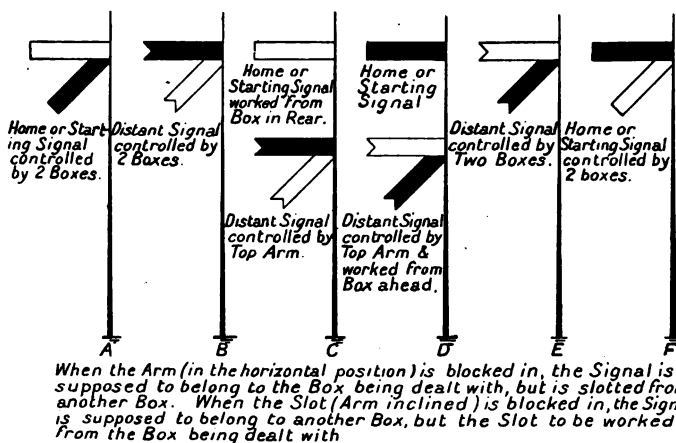 Home or Start-
ing Signal
controlled
by 2 Boxes.
Distant Signal
controlled by
2 Boxes.
Home or
Starting Signal
worked from
Box in Rear.
Distant Signal
controlled by
Top Arm.
Home or
Starting
Signal
Distant Signal
controlled by
Top Arm &
worked from
Box ahead.
Distant Signal
controlled by
Two Boxes.
Home or
Starting Signal
controlled by
2 boxes.
A B C D E F
When the Arm (in the horizontal position) is blocked in, the Signal is
supposed to belong to the Box being dealt with, but is slotted fro
another Box. When the Slot (Arm inclined) is blocked in, the Sign
is supposed to belong to another Box, but the Slot to be worked
from the Box being dealt with